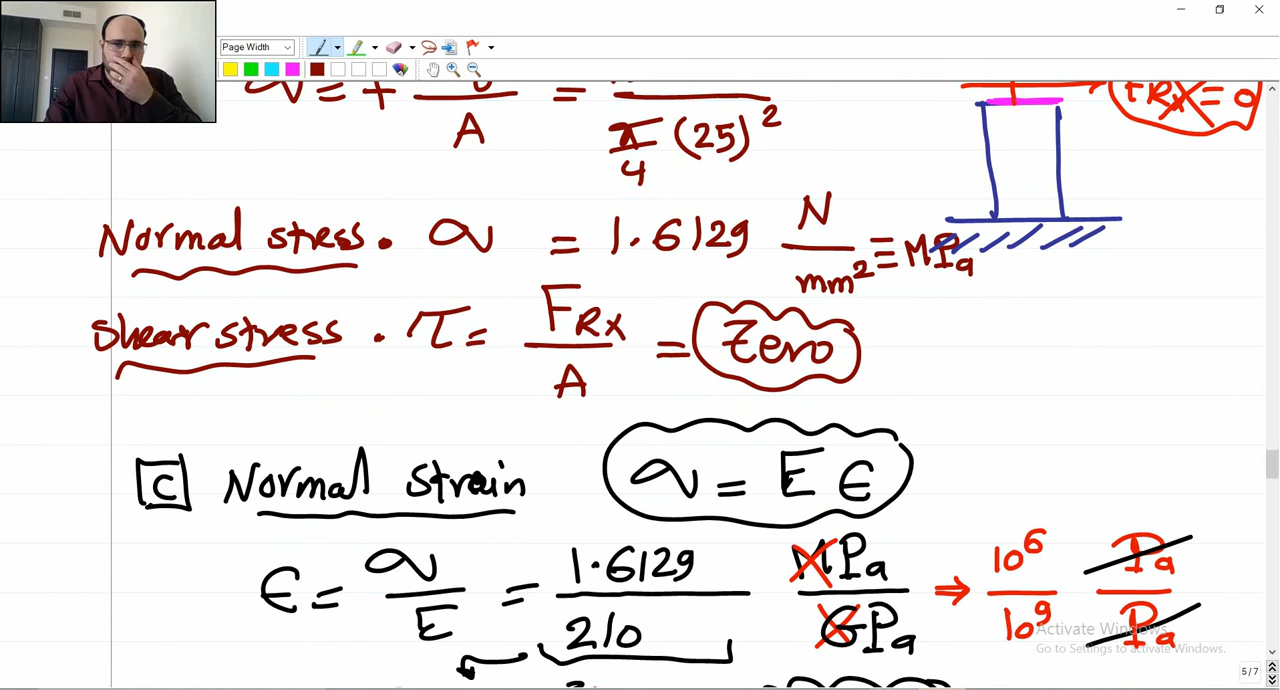 Page Width
σ = + — / A = — / π/4 (25)²
FRX = 0
Normal stress. σ = 1.6129 N/mm² ≡ MPa
Shear stress. τ = FRX/A = Zero
C Normal Strain σ = E ϵ
ϵ = σ/E = 1.6129/210 MPa/GPa ⇒ 10⁶/10⁹ Pa/Pa
Activate Windows
Go to Settings to activate Windows.
5/7